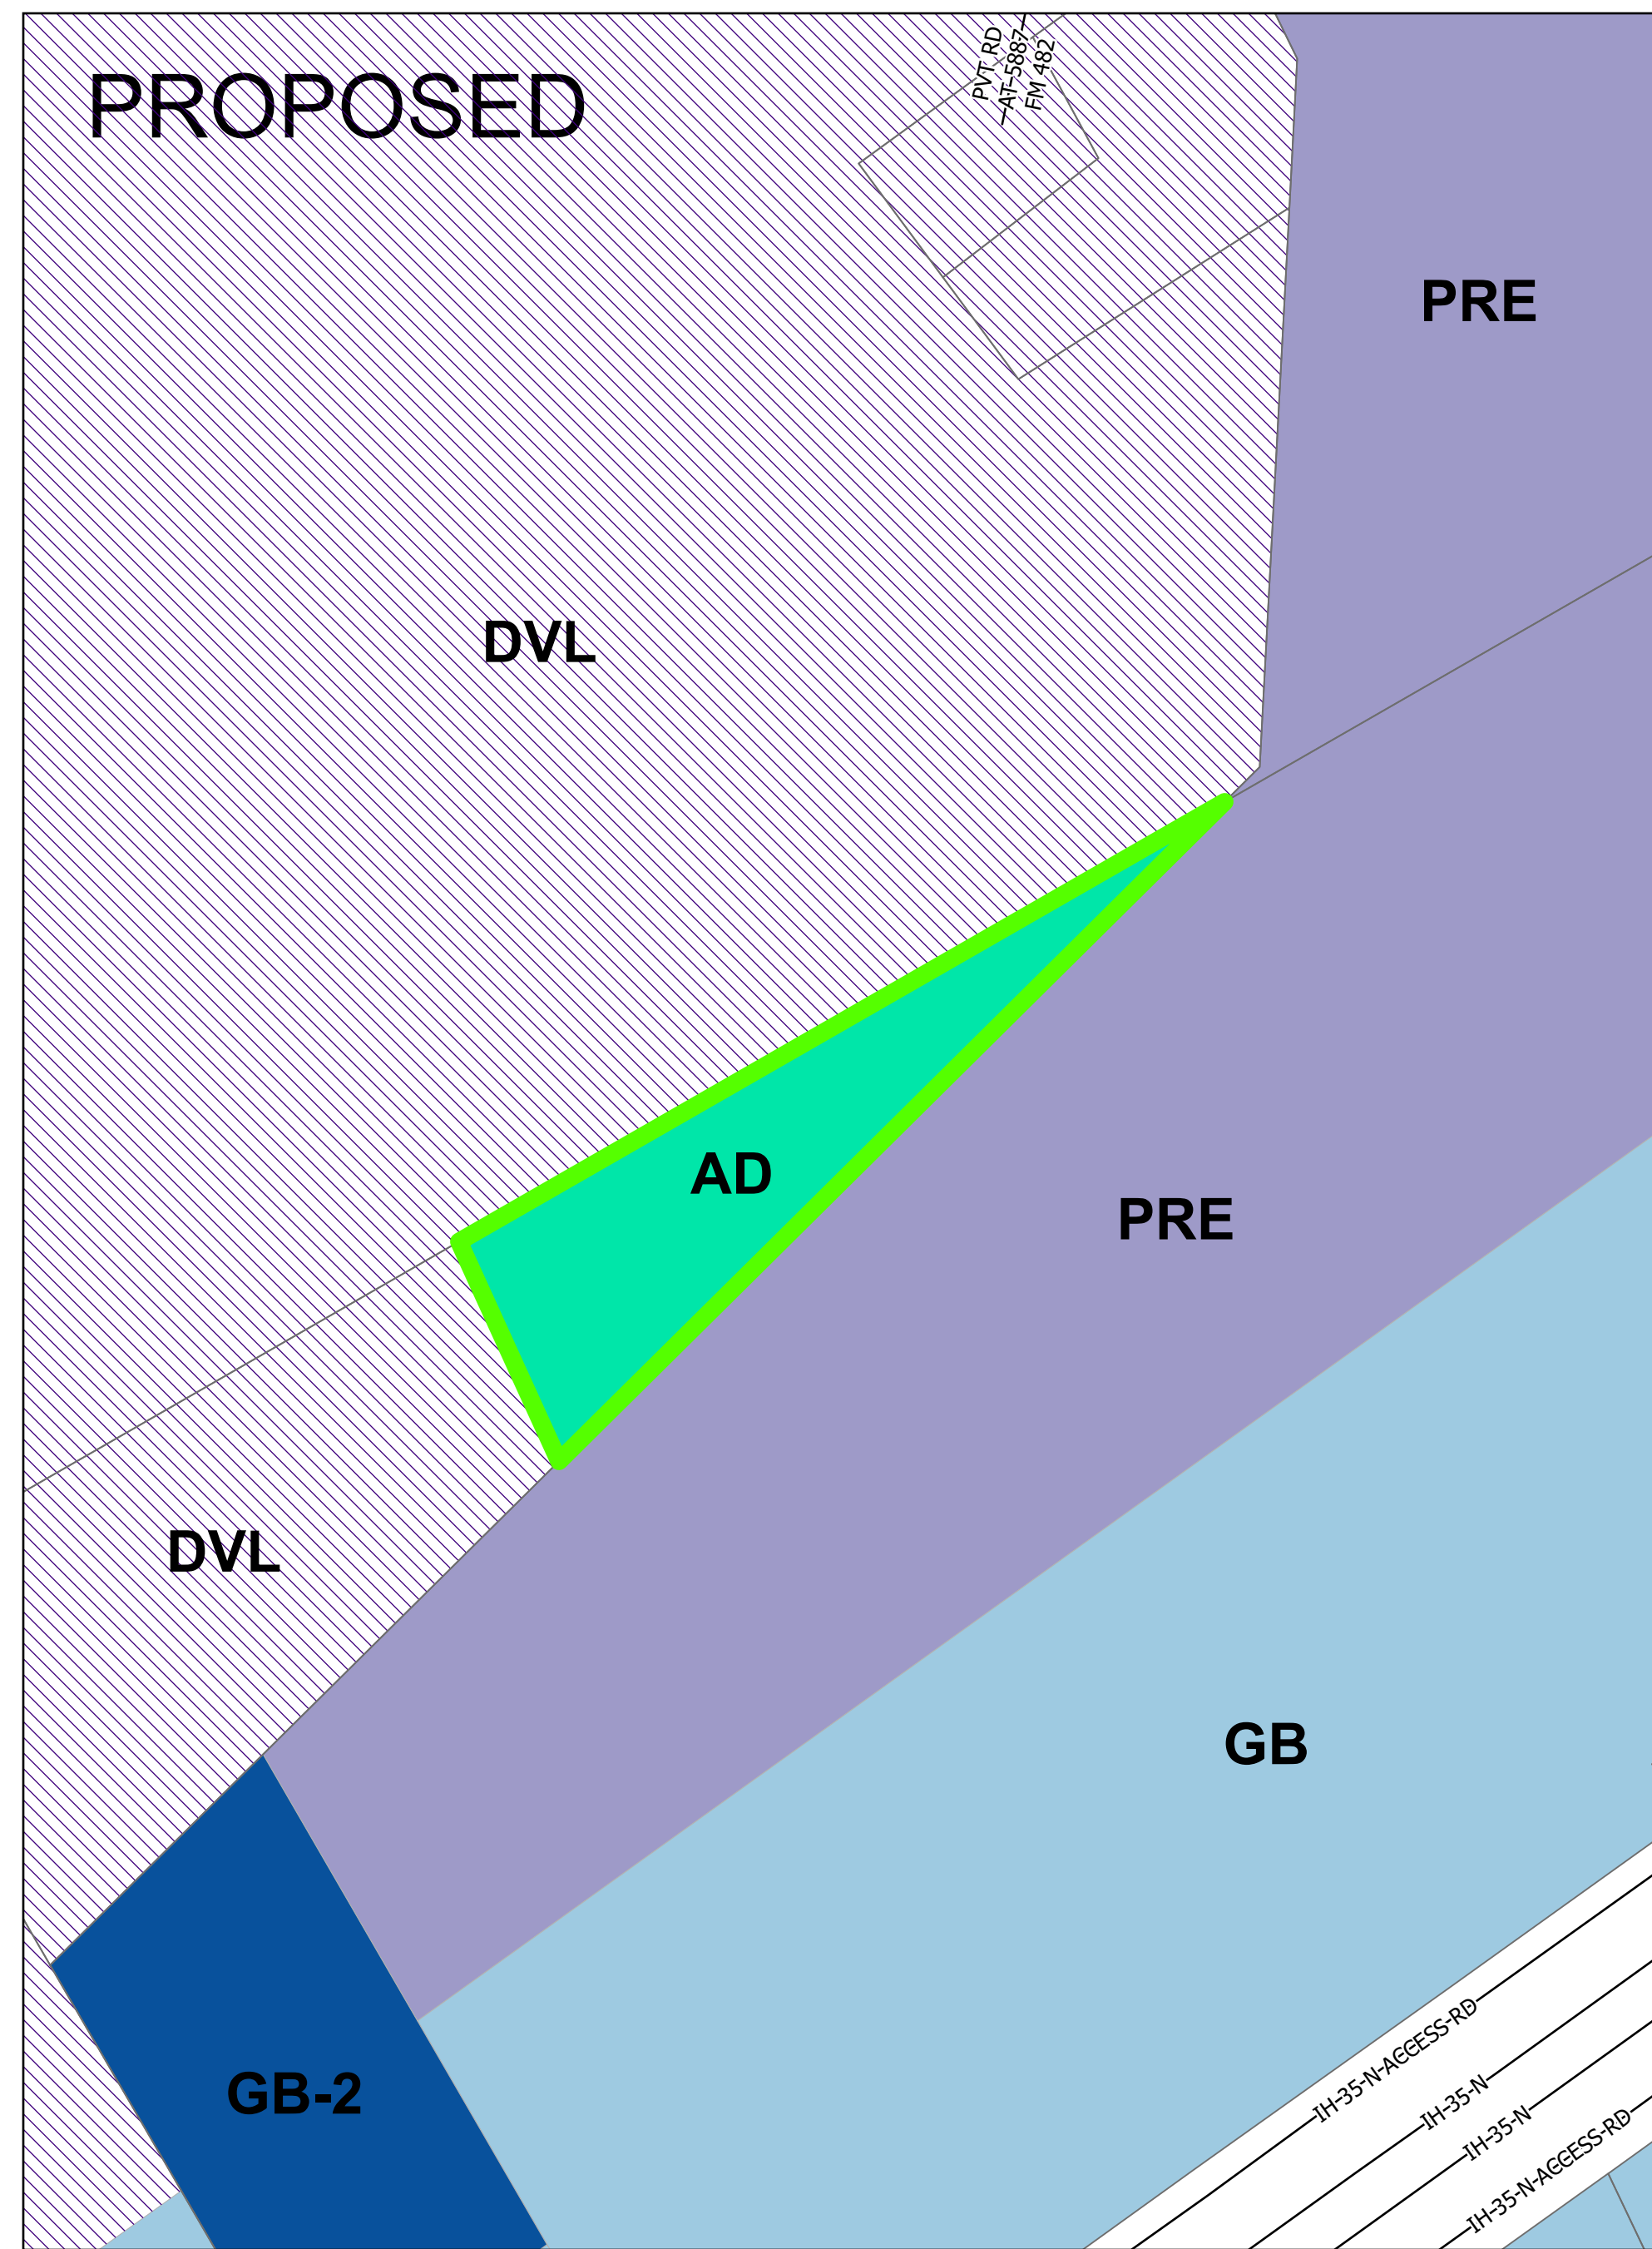 PROPOSED
PVT RD
AT 5887
FM 482
PRE
DVL
AD
PRE
DVL
GB
GB-2
IH-35-N-ACCESS-RD
IH-35-N
IH-35-N
IH-35-N-ACCESS-RD